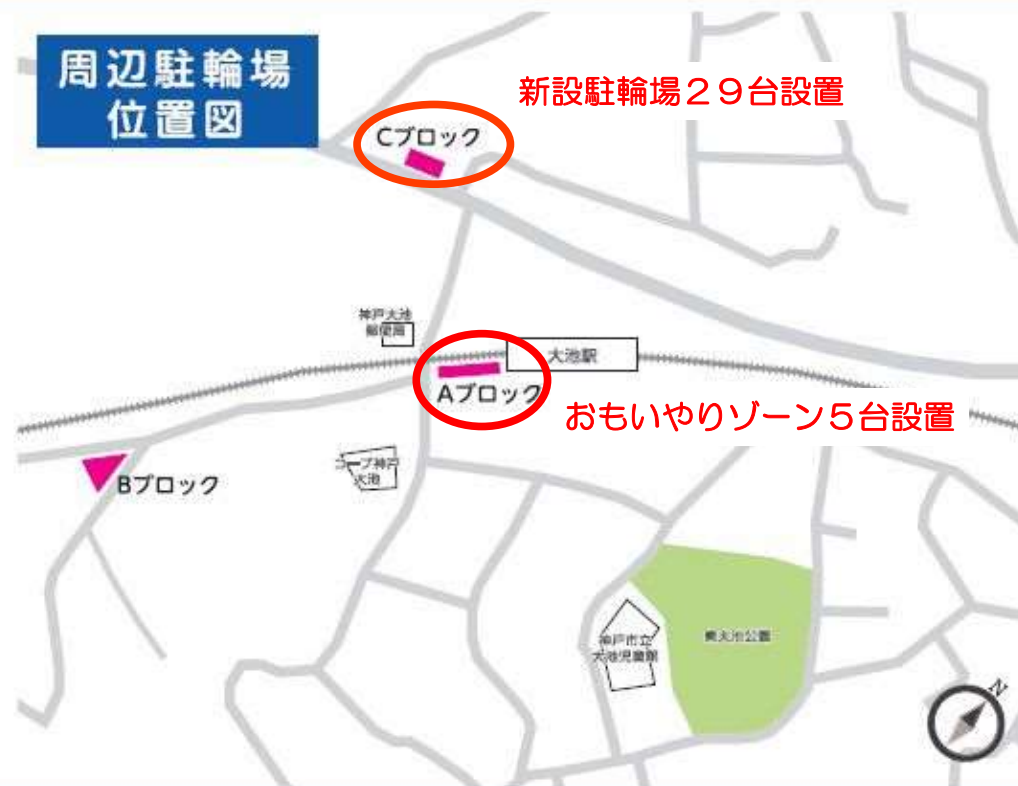 周辺駐輪場
位置図
新設駐輪場29台設置
Cブロック
神戸大池
郵便局
大池駅
Aブロック
おもいやりゾーン5台設置
コープ神戸
大池
Bブロック
神戸市立
大池児童館
東大池公園
N